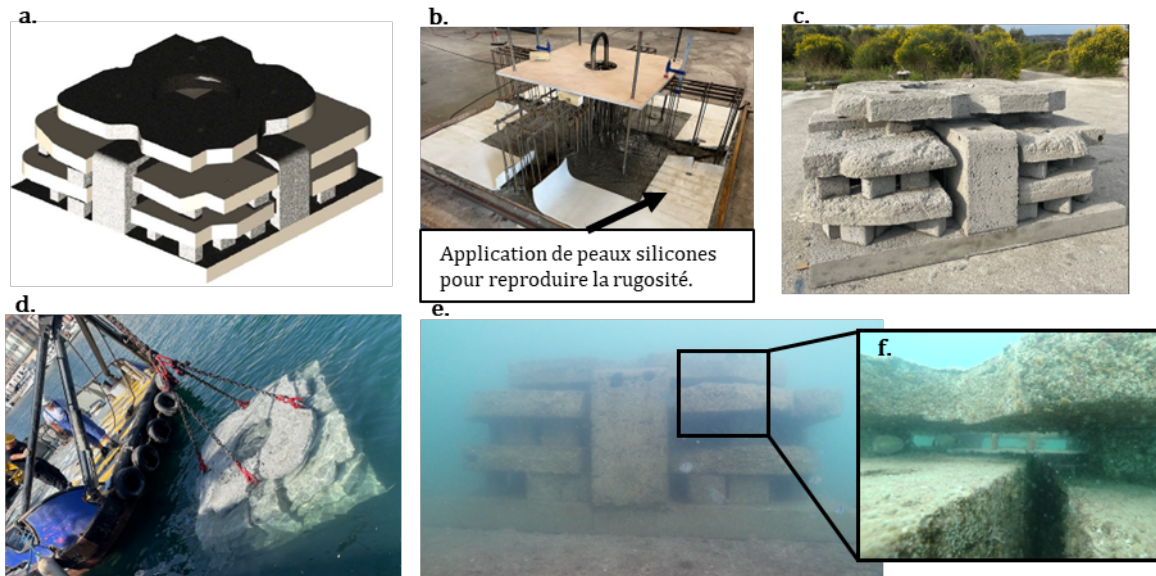 a.
b.
c.
Application de peaux silicones
pour reproduire la rugosité.
d.
e.
f.